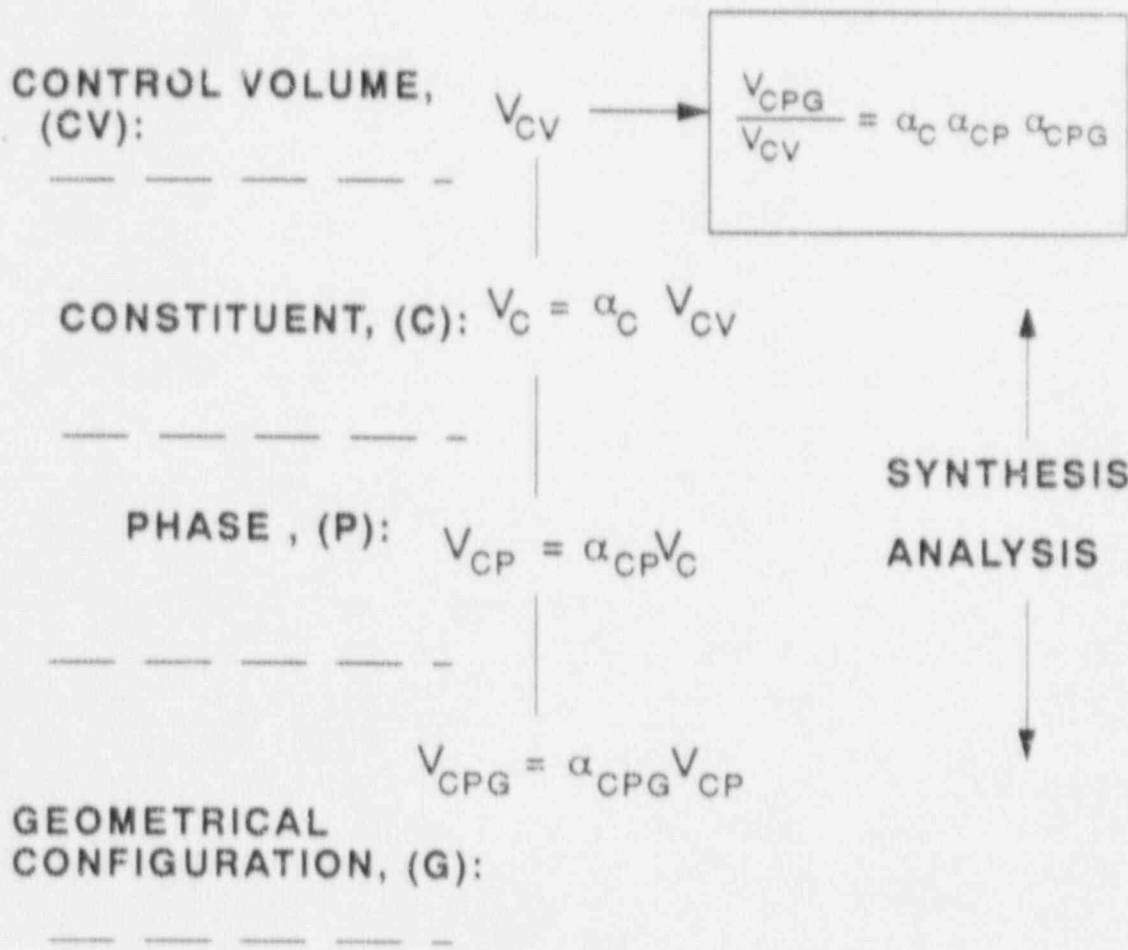 CONTROL VOLUME,
(CV):
V_CV
V_CPG / V_CV = α_C α_CP α_CPG
CONSTITUENT, (C): V_C = α_C V_CV
SYNTHESIS
PHASE , (P): V_CP = α_CP V_C
ANALYSIS
V_CPG = α_CPG V_CP
GEOMETRICAL
CONFIGURATION, (G):